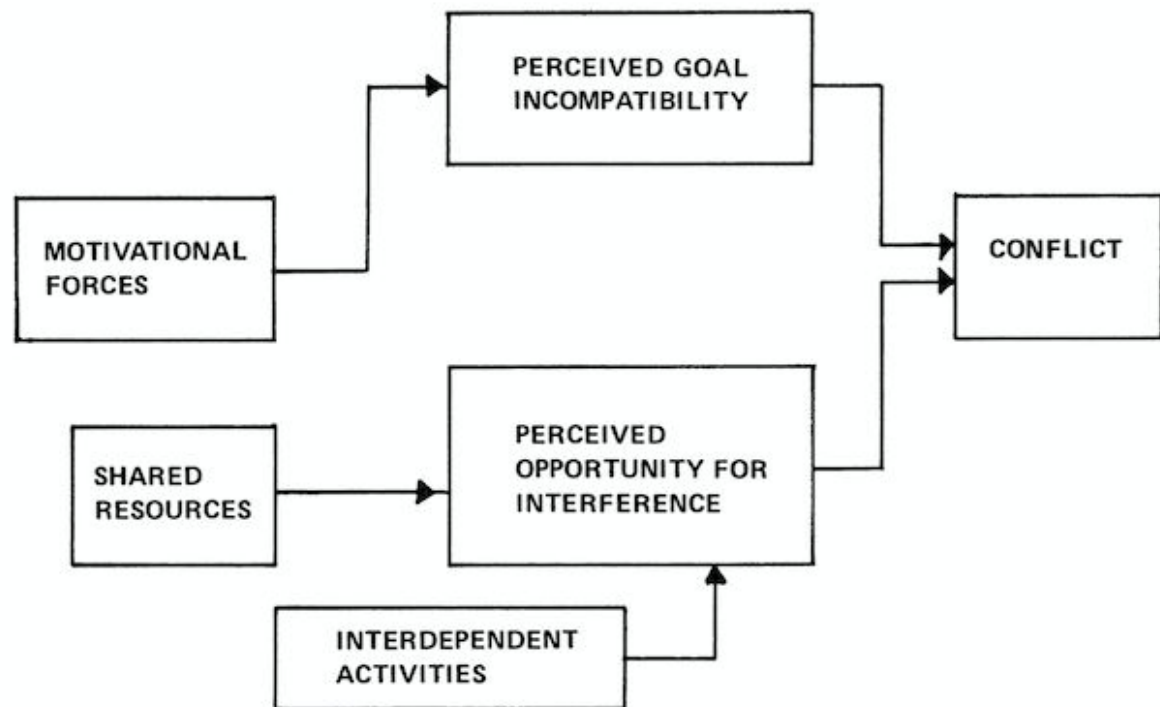 PERCEIVED GOAL
INCOMPATIBILITY
MOTIVATIONAL
FORCES
CONFLICT
PERCEIVED
OPPORTUNITY FOR
INTERFERENCE
SHARED
RESOURCES
INTERDEPENDENT
ACTIVITIES